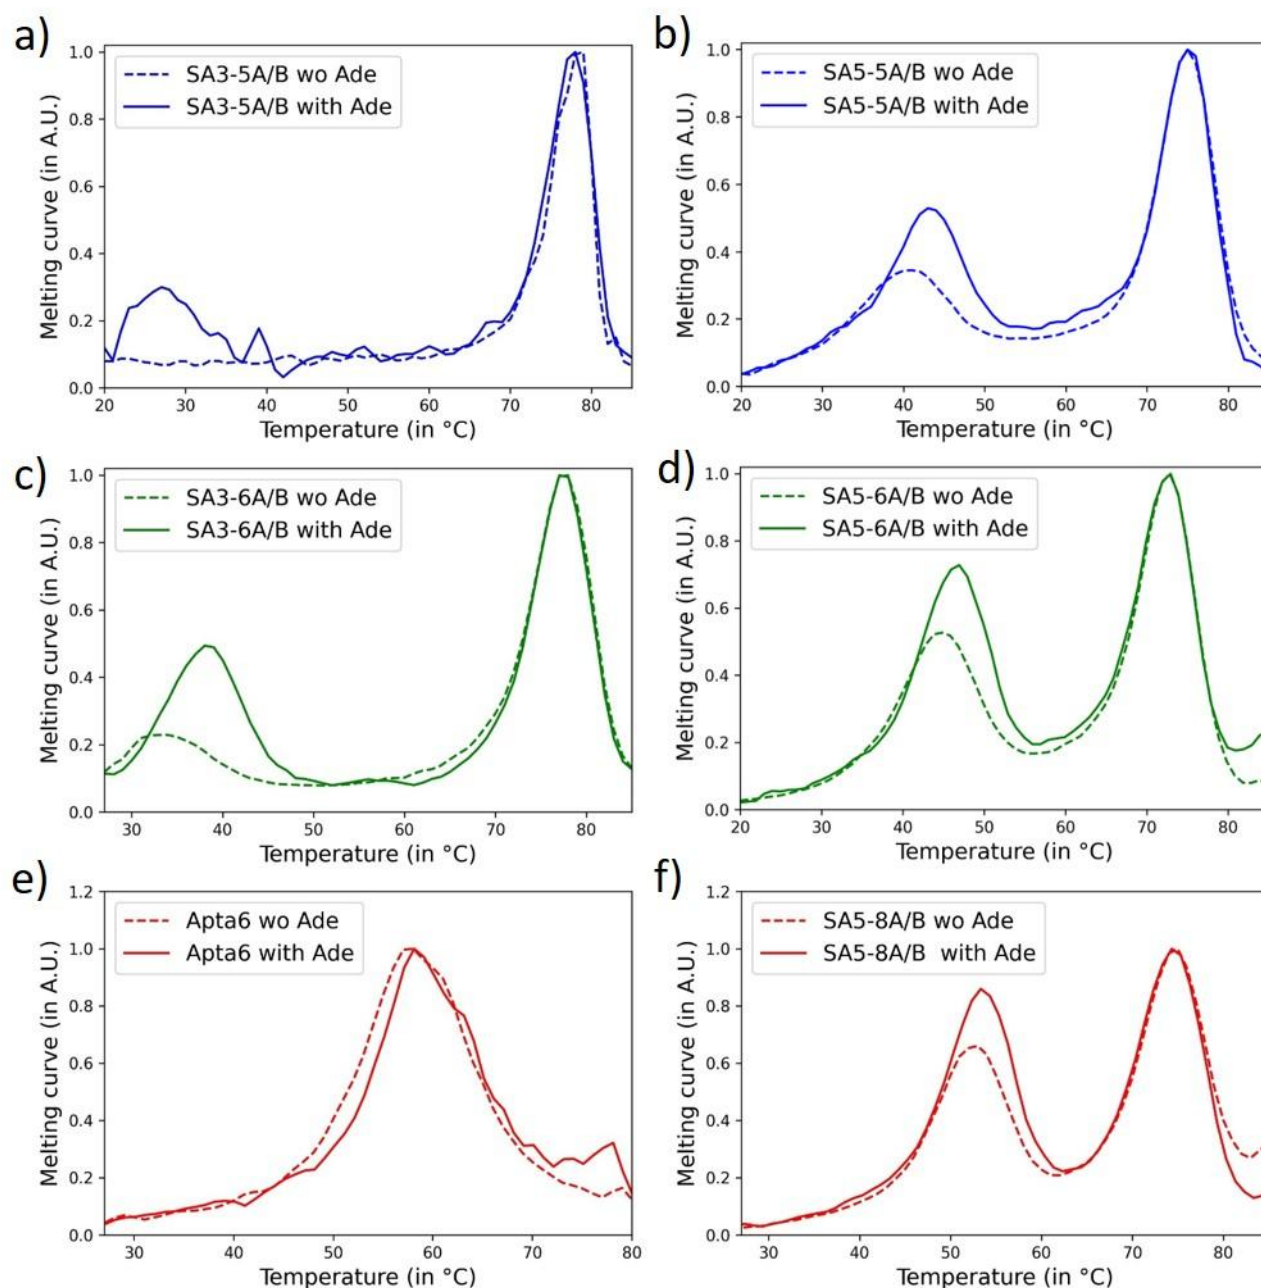 a)
SA3-5A/B wo Ade
SA3-5A/B with Ade
Melting curve (in A.U.)
1.0
0.8
0.6
0.4
0.2
0.0
20 30 40 50 60 70 80
Temperature (in °C)
b)
SA5-5A/B wo Ade
SA5-5A/B with Ade
Melting curve (in A.U.)
1.0
0.8
0.6
0.4
0.2
0.0
20 30 40 50 60 70 80
Temperature (in °C)
c)
SA3-6A/B wo Ade
SA3-6A/B with Ade
Melting curve (in A.U.)
1.0
0.8
0.6
0.4
0.2
0.0
30 40 50 60 70 80
Temperature (in °C)
d)
SA5-6A/B wo Ade
SA5-6A/B with Ade
Melting curve (in A.U.)
1.0
0.8
0.6
0.4
0.2
0.0
20 30 40 50 60 70 80
Temperature (in °C)
e)
Apta6 wo Ade
Apta6 with Ade
Melting curve (in A.U.)
1.2
1.0
0.8
0.6
0.4
0.2
0.0
30 40 50 60 70 80
Temperature (in °C)
f)
SA5-8A/B wo Ade
SA5-8A/B  with Ade
Melting curve (in A.U.)
1.2
1.0
0.8
0.6
0.4
0.2
0.0
30 40 50 60 70 80
Temperature (in °C)